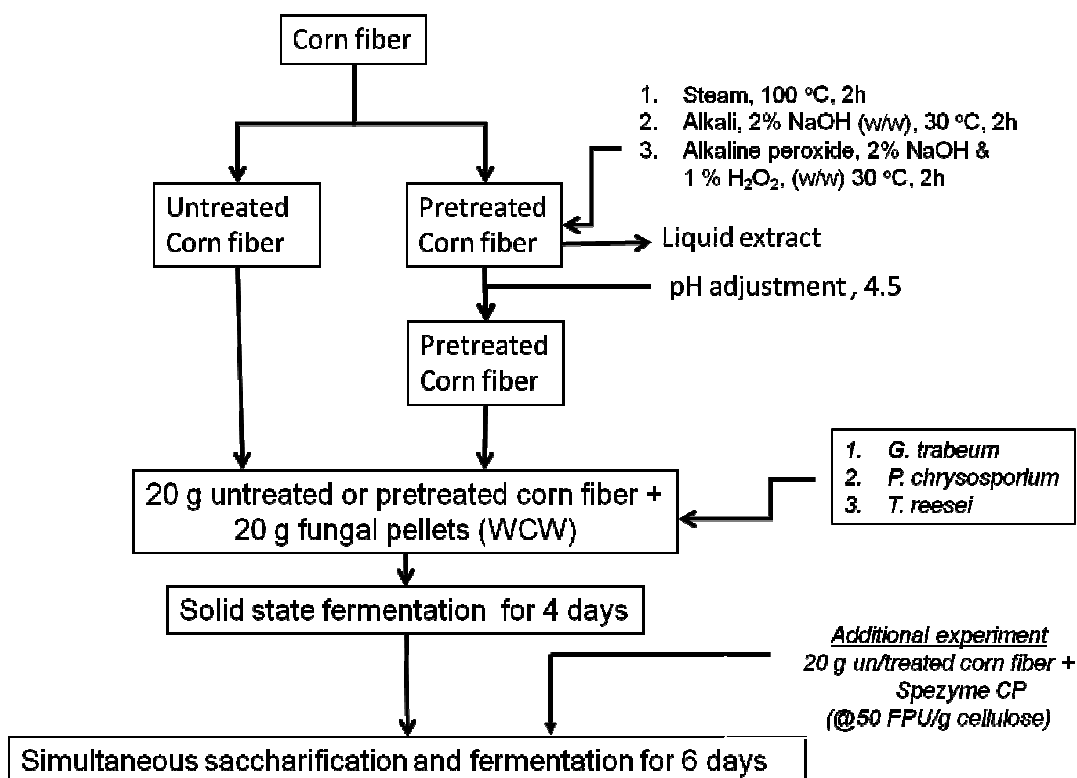 Corn fiber
1. Steam, 100 °C, 2h
2. Alkali, 2% NaOH (w/w), 30 °C, 2h
3. Alkaline peroxide, 2% NaOH &
1 % H₂O₂, (w/w) 30 °C, 2h
Untreated
Corn fiber
Pretreated
Corn fiber
Liquid extract
pH adjustment, 4.5
Pretreated
Corn fiber
1. G. trabeum
2. P. chrysosporium
3. T. reesei
20 g untreated or pretreated corn fiber +
20 g fungal pellets (WCW)
Solid state fermentation for 4 days
Additional experiment
20 g un/treated corn fiber +
Spezyme CP
(@50 FPU/g cellulose)
Simultaneous saccharification and fermentation for 6 days